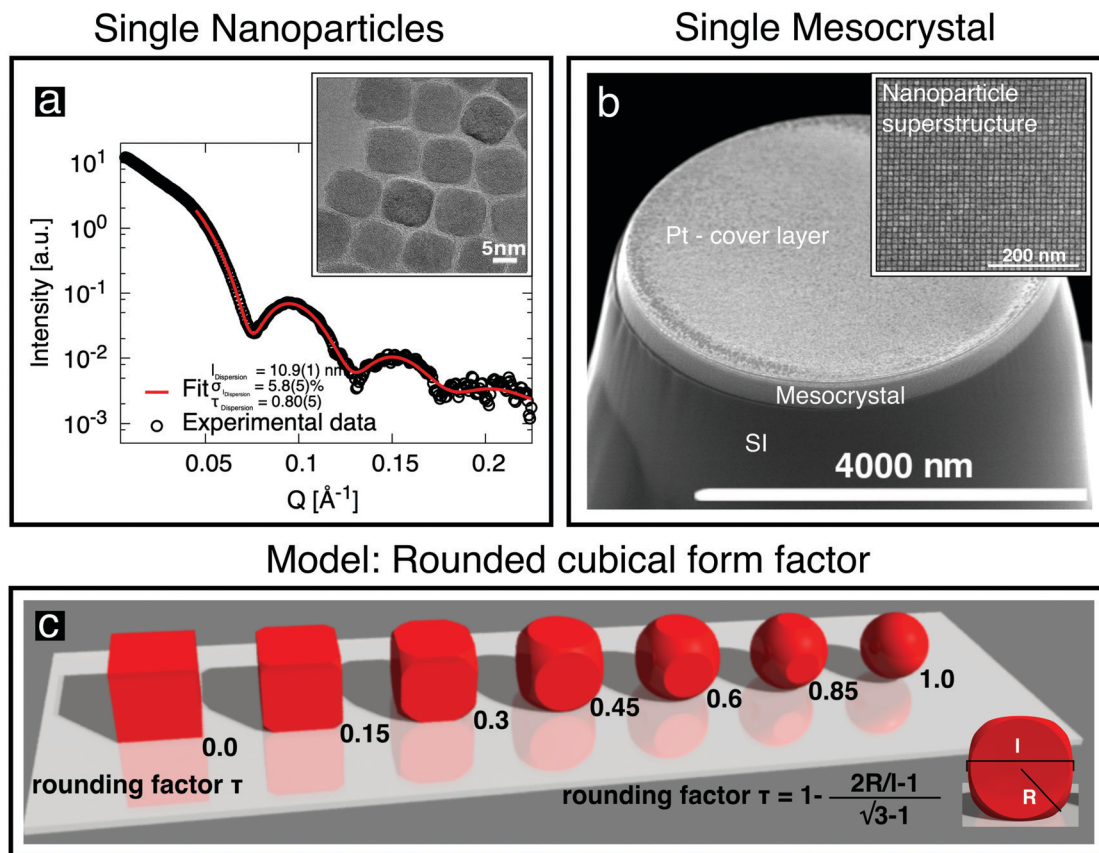 Single Nanoparticles
Single Mesocrystal
a
10¹
10⁰
10⁻¹
10⁻²
10⁻³
Intensity [a.u.]
5nm
l Dispersion = 10.9(1) nm
Fit σ l Dispersion = 5.8(5)%
τ Dispersion = 0.80(5)
Experimental data
0.05 0.1 0.15 0.2
Q [Å⁻¹]
b
Nanoparticle
superstructure
200 nm
Pt - cover layer
Mesocrystal
SI
4000 nm
Model: Rounded cubical form factor
c
0.0
0.15
0.3
0.45
0.6
0.85
1.0
rounding factor τ
rounding factor τ = 1- 2R/l-1
√3-1
l
R